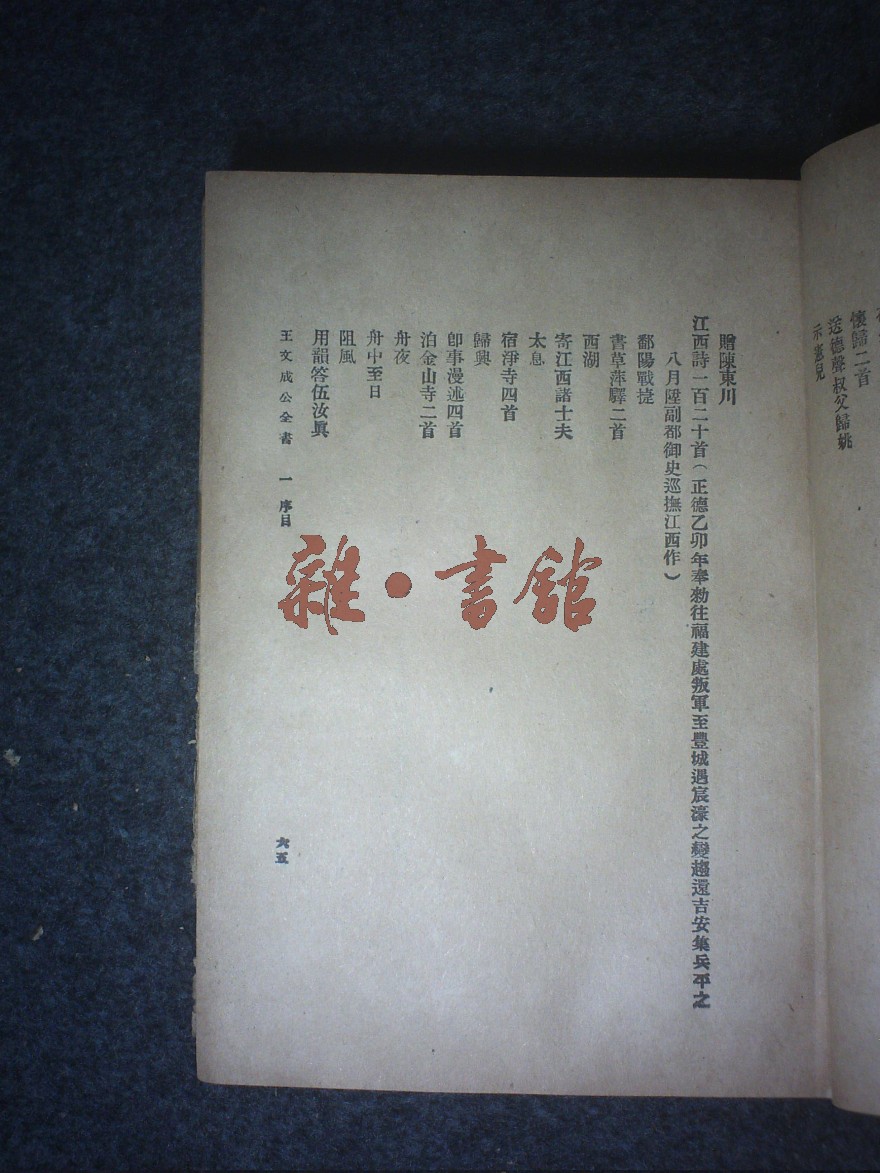 懷歸二首
送德聲叔父歸姚
示憲兒
贈陳東川
江西詩一百二十首（正德乙卯年奉勑往福建處叛軍至豐城遇宸濠之變趨還吉安集兵平之
八月陞副都御史巡撫江西作）
鄱陽戰捷
書草萍驛二首
西湖
寄江西諸士夫
太息
宿淨寺四首
歸興
卽事漫述四首
泊金山寺二首
舟夜
舟中至日
阻風
用韻答伍汝眞
王文成公全書 一 序目
六五
雜·書館